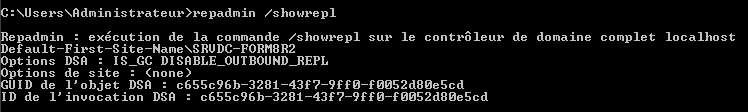 C:\Users\Administrateur>repadmin /showrepl
Repadmin : exécution de la commande /showrepl sur le contrôleur de domaine complet localhost
Default-First-Site-Name\SRVDC-FORM8R2
Options DSA : IS_GC DISABLE_OUTBOUND_REPL
Options de site : (none)
GUID de l'objet DSA : c655c96b-3281-43f7-9ff0-f0052d80e5cd
ID de l'invocation DSA : c655c96b-3281-43f7-9ff0-f0052d80e5cd